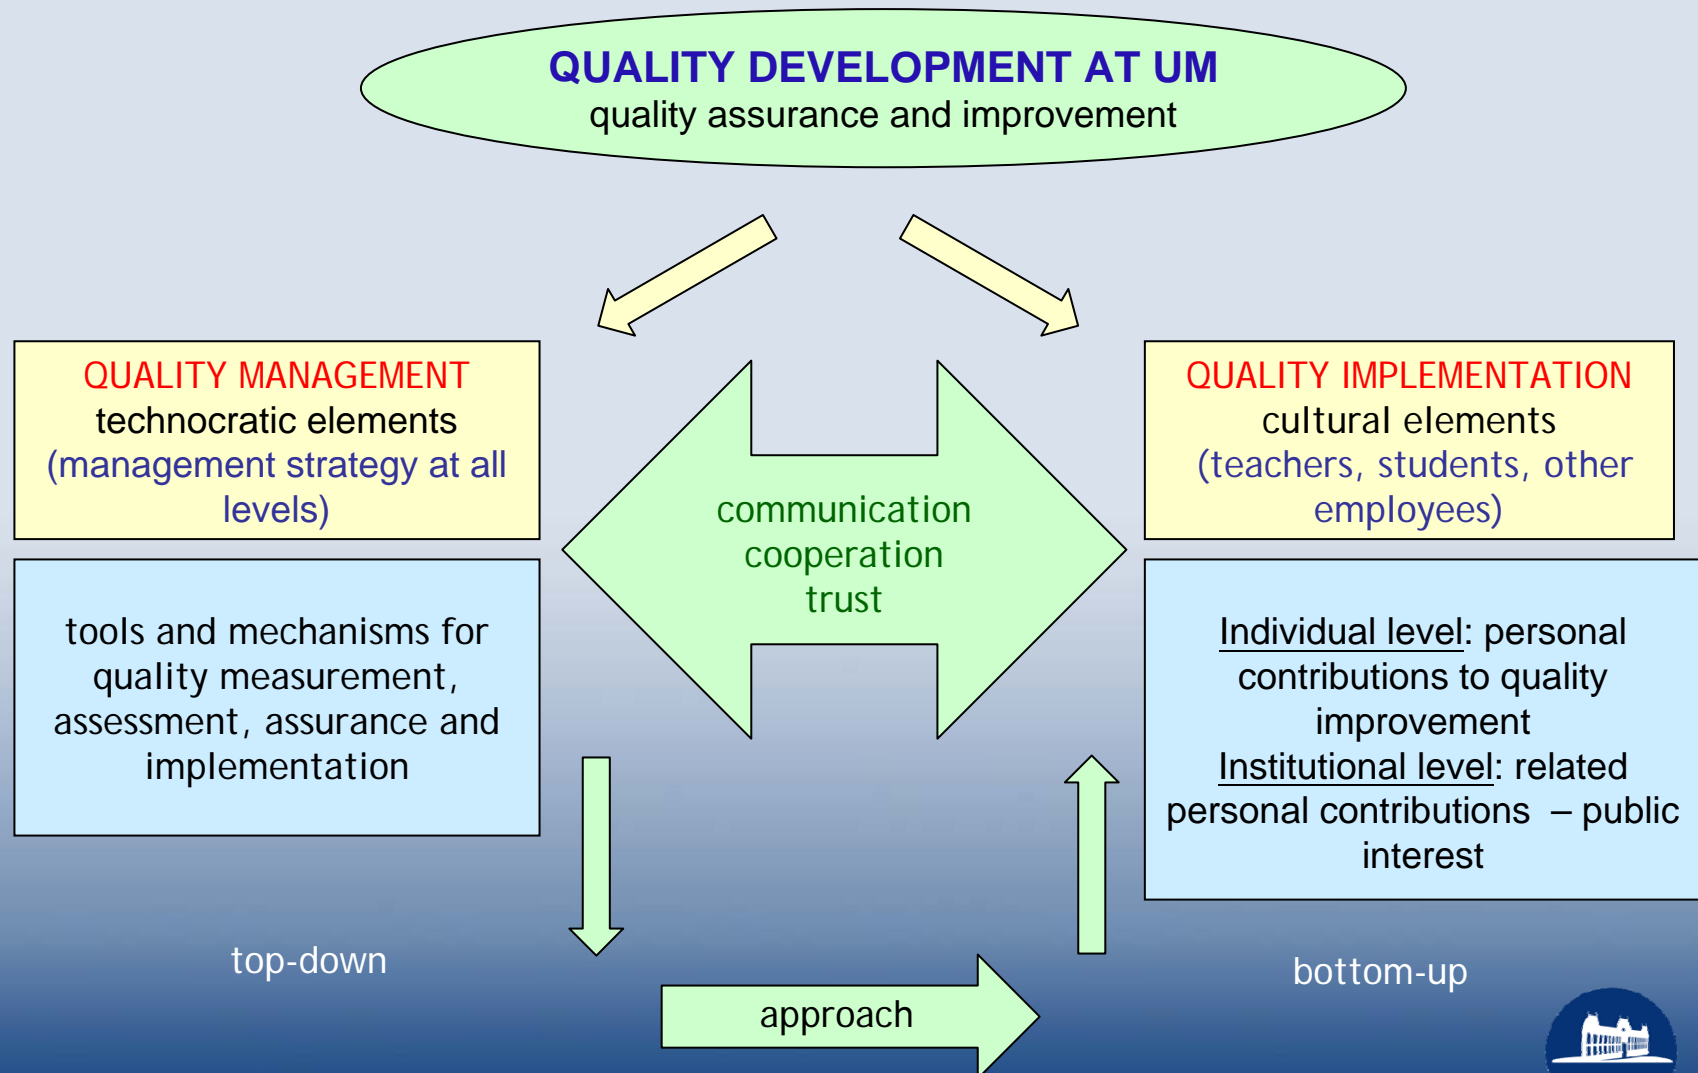 QUALITY DEVELOPMENT AT UM
quality assurance and improvement
QUALITY MANAGEMENT
technocratic elements
(management strategy at all
levels)
tools and mechanisms for
quality measurement,
assessment, assurance and
implementation
top-down
communication
cooperation
trust
approach
QUALITY IMPLEMENTATION
cultural elements
(teachers, students, other
employees)
Individual level: personal
contributions to quality
improvement
Institutional level: related
personal contributions – public
interest
bottom-up